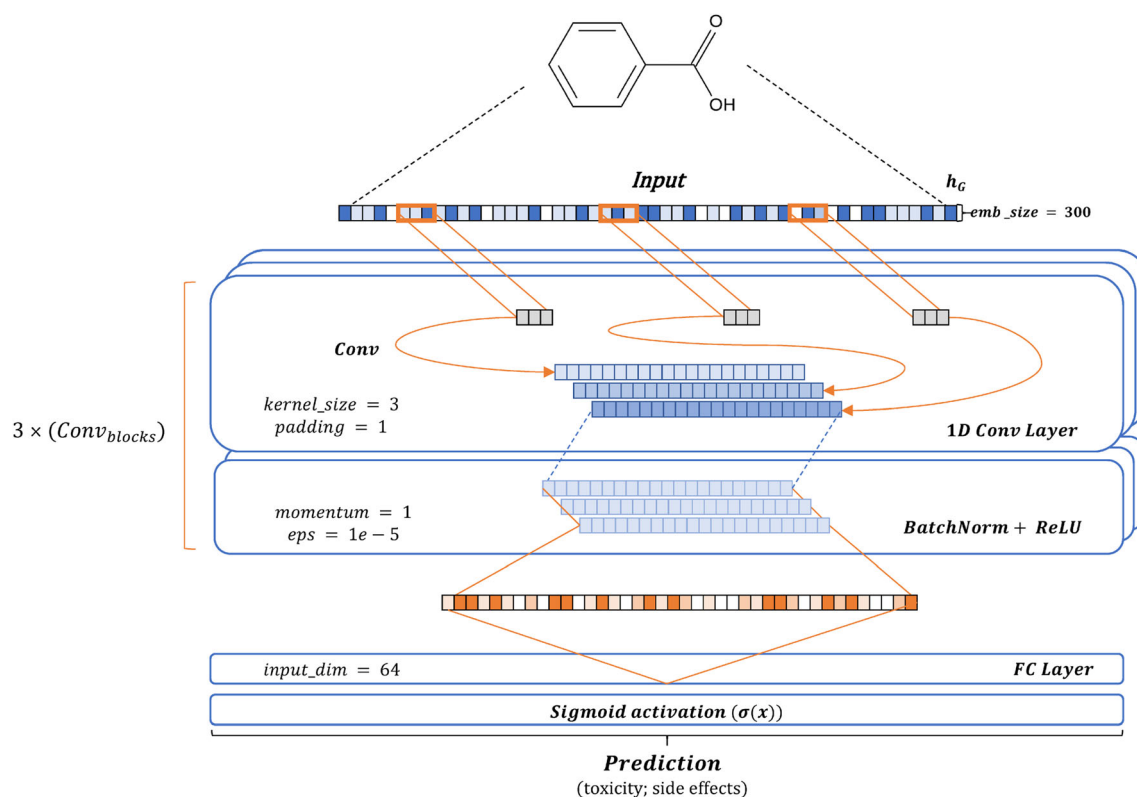 O
OH
Input
h_G
emb_size = 300
Conv
kernel_size = 3
padding = 1
1D Conv Layer
3 × (Conv_blocks)
momentum = 1
eps = 1e − 5
BatchNorm + ReLU
input_dim = 64
FC Layer
Sigmoid activation (σ(x))
Prediction
(toxicity; side effects)